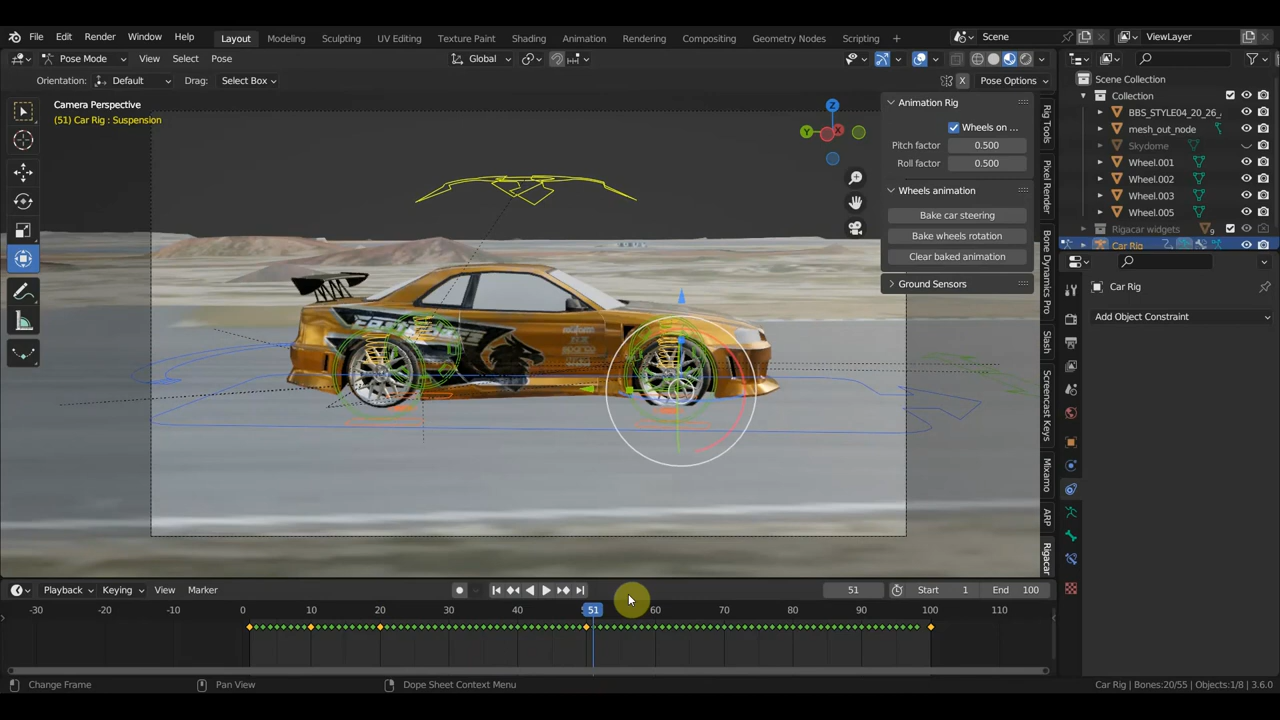 File Edit Render Window Help Layout Modeling Sculpting UV Editing Texture Paint Shading Animation Rendering Compositing Geometry Nodes Scripting + Scene ViewLayer
Pose Mode View Select Pose Global
Orientation: Default Drag: Select Box X Pose Options
Camera Perspective
(51) Car Rig : Suspension
Z
Y
X
Animation Rig
Wheels on ...
Pitch factor 0.500
Roll factor 0.500
Wheels animation
Bake car steering
Bake wheels rotation
Clear baked animation
Ground Sensors
Rig Tools
Pixel Render
Bone Dynamics Pro
Slash
Screencast Keys
Mixamo
ARP
Rigacar
Scene Collection
Collection
BBS_STYLE04_20_26_
mesh_out_node
Skydome
Wheel.001
Wheel.002
Wheel.003
Wheel.005
Rigacar widgets 9
Car Rig
Car Rig
Add Object Constraint
Playback Keying View Marker 51 Start 1 End 100
-30 -20 -10 0 10 20 30 40 51 60 70 80 90 100 110
Change Frame Pan View Dope Sheet Context Menu Car Rig | Bones:20/55 | Objects:1/8 | 3.6.0